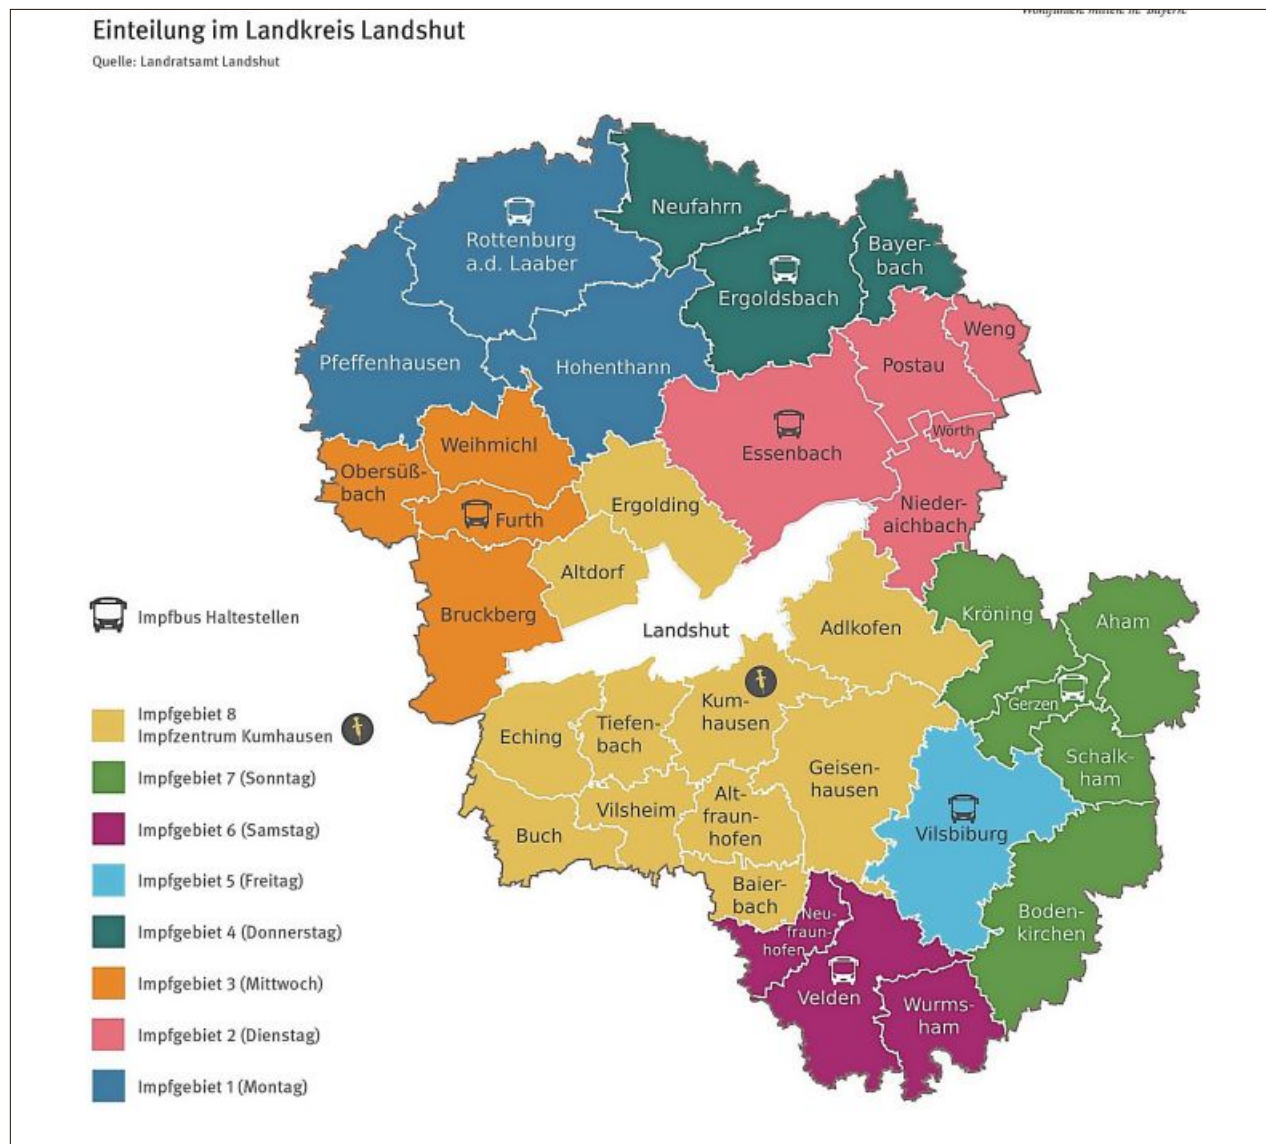 Einteilung im Landkreis Landshut
Quelle: Landratsamt Landshut
Neufahrn
Rottenburg
a.d. Laaber
Bayer-
bach
Ergoldsbach
Weng
Pfeffenhausen
Hohenthann
Postau
Weihmichl
Essenbach
Wörth
Obersüß-
bach
Ergolding
Nieder-
aichbach
Furth
Altdorf
Bruckberg
Landshut
Adlkofen
Kröning
Aham
Impfbus Haltestellen
Gerzen
Kum-
hausen
Eching
Tiefen-
bach
Schalk-
ham
Geisen-
hausen
Buch
Vilsheim
Alt-
fraun-
hofen
Vilsbiburg
Baier-
bach
Neu-
fraun-
hofen
Boden-
kirchen
Velden
Wurms-
ham
Impfgebiet 8
Impfzentrum Kumhausen
Impfgebiet 7 (Sonntag)
Impfgebiet 6 (Samstag)
Impfgebiet 5 (Freitag)
Impfgebiet 4 (Donnerstag)
Impfgebiet 3 (Mittwoch)
Impfgebiet 2 (Dienstag)
Impfgebiet 1 (Montag)